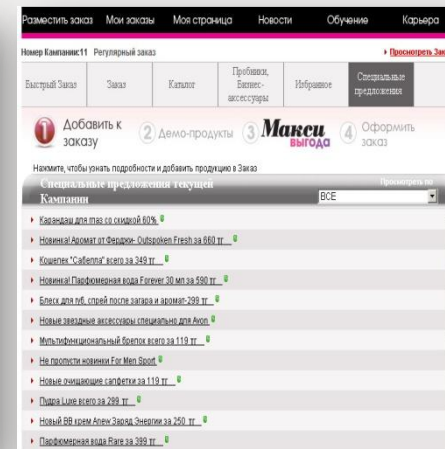 Разместить заказ Мои заказы Моя страница Новости Обучение Карьера
Номер Кампании:11 Регулярный заказ Просмотреть Зак
Быстрый Заказ Заказ Каталог Пробники, Бизнес-аксессуары Избранное Специальные предложения
1 Добавить к заказу 2 Демо-продукты 3 Макси выгода 4 Оформить заказ
Нажмите, чтобы узнать подробности и добавить продукцию в Заказ
Специальные предложения текущей Кампании Просмотреть по
ВСЕ
Карандаш для глаз со скидкой 60%
Новинка! Аромат от Ферджи- Outspoken Fresh за 660 тг
Кошелек "Сабелла" всего за 349 тг
Новинка! Парфюмерная вода Forever 30 мл за 590 тг
Блеск для губ, спрей после загара и аромат-299 тг
Новые звездные аксессуары специально для Avon
Мультифункциональный брелок всего за 119 тг
Не пропусти новинки For Men Sport
Новые очищающие салфетки за 119 тг
Пудра Luxe всего за 299 тг
Новый BB крем Anew Заряд Энергии за 250 тг
Парфюмерная вода Rare за 399 тг